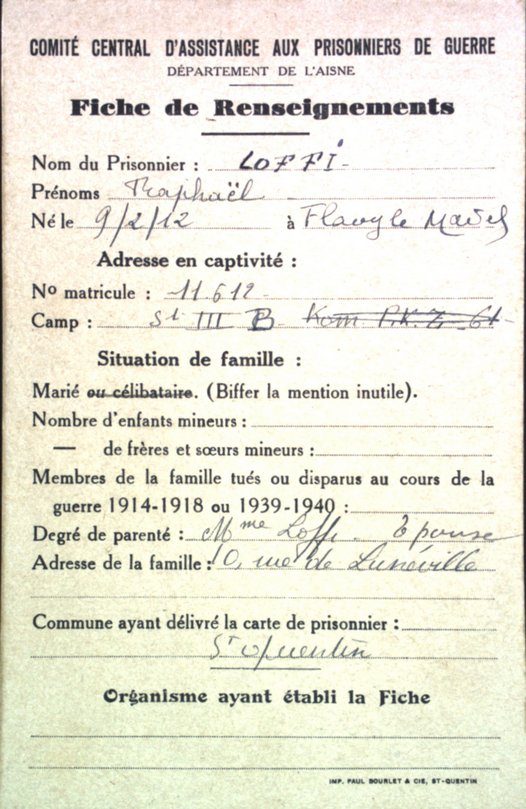 COMITÉ CENTRAL D'ASSISTANCE AUX PRISONNIERS DE GUERRE
DÉPARTEMENT DE L'AISNE
Fiche de Renseignements
Nom du Prisonnier : LOFFI
Prénoms Raphaël
Né le 9/2/12 à Flavy le Martel
Adresse en captivité :
No matricule : 11.612
Camp : St III B Kom P.K.Z. 61
Situation de famille :
Marié ou célibataire. (Biffer la mention inutile).
Nombre d'enfants mineurs :
— de frères et sœurs mineurs :
Membres de la famille tués ou disparus au cours de la
guerre 1914-1918 ou 1939-1940 :
Degré de parenté : Mme Loffi. Epouse
Adresse de la famille : 10, rue de Lunéville
Commune ayant délivré la carte de prisonnier :
St Quentin
Organisme ayant établi la Fiche
IMP. PAUL BOURLET & CIE, ST-QUENTIN